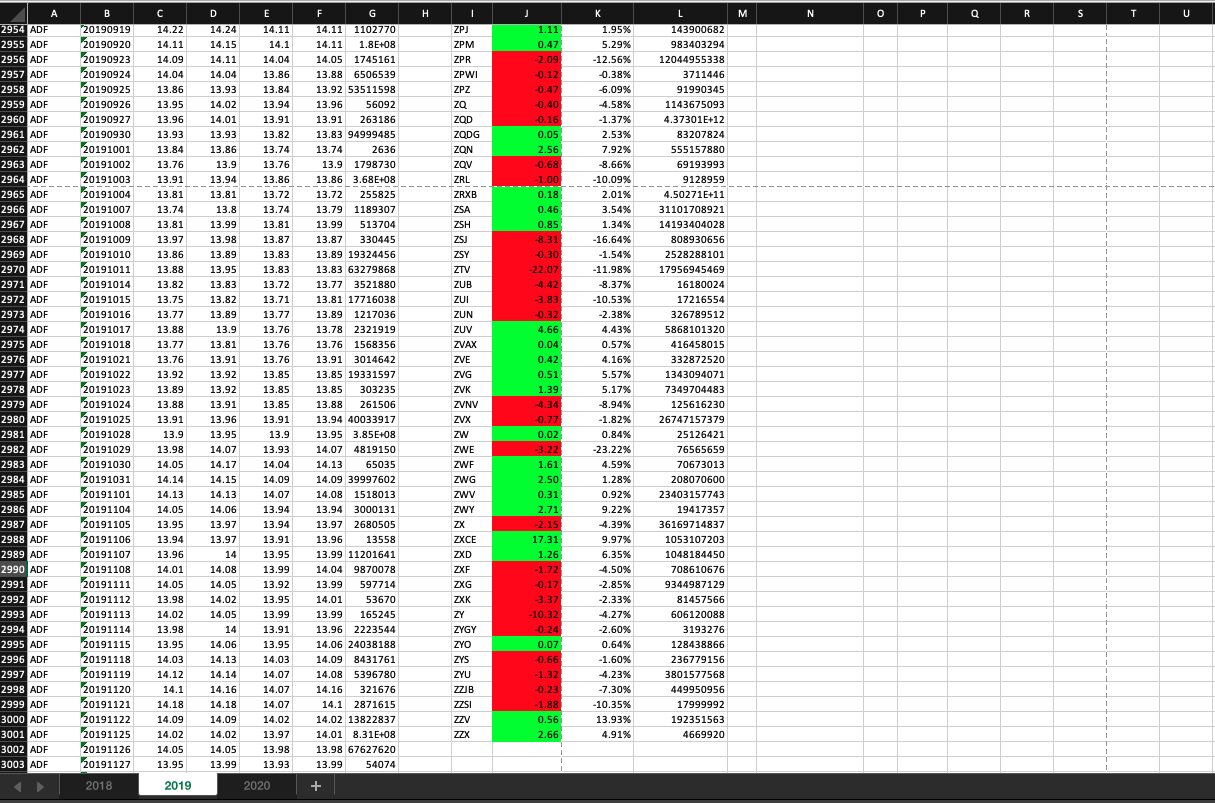 A B C D E F G H I J K L M N O P Q R S T U
2954 ADF 20190919 14.22 14.24 14.11 14.11 1102770 ZPJ 1.11 1.95% 143900682
2955 ADF 20190920 14.11 14.15 14.1 14.11 1.8E+08 ZPM 0.47 5.29% 983403294
2956 ADF 20190923 14.09 14.11 14.04 14.05 1745161 ZPR -2.09 -12.56% 12044955338
2957 ADF 20190924 14.04 14.04 13.86 13.88 6506539 ZPWI -0.12 -0.38% 3711446
2958 ADF 20190925 13.86 13.93 13.84 13.92 53511598 ZPZ -0.47 -6.09% 91990345
2959 ADF 20190926 13.95 14.02 13.94 13.96 56092 ZQ -0.40 -4.58% 1143675093
2960 ADF 20190927 13.96 14.01 13.91 13.91 263186 ZQD -0.16 -1.37% 4.37301E+12
2961 ADF 20190930 13.93 13.93 13.82 13.83 94999485 ZQDG 0.05 2.53% 83207824
2962 ADF 20191001 13.84 13.86 13.74 13.74 2636 ZQN 2.56 7.92% 555157880
2963 ADF 20191002 13.76 13.9 13.76 13.9 1798730 ZQV -0.68 -8.66% 69193993
2964 ADF 20191003 13.91 13.94 13.86 13.86 3.68E+08 ZRL -1.00 -10.09% 9128959
2965 ADF 20191004 13.81 13.81 13.72 13.72 255825 ZRXB 0.18 2.01% 4.50271E+11
2966 ADF 20191007 13.74 13.8 13.74 13.79 1189307 ZSA 0.46 3.54% 31101708921
2967 ADF 20191008 13.81 13.99 13.81 13.99 513704 ZSH 0.85 1.34% 14193404028
2968 ADF 20191009 13.97 13.98 13.87 13.87 330445 ZSJ -8.31 -16.64% 808930656
2969 ADF 20191010 13.86 13.89 13.83 13.89 19324456 ZSY -0.30 -1.54% 2528288101
2970 ADF 20191011 13.88 13.95 13.83 13.83 63279868 ZTV -22.07 -11.98% 17956945469
2971 ADF 20191014 13.82 13.83 13.72 13.77 3521880 ZUB -4.42 -8.37% 16180024
2972 ADF 20191015 13.75 13.82 13.71 13.81 17716038 ZUI -3.83 -10.53% 17216554
2973 ADF 20191016 13.77 13.89 13.77 13.89 1217036 ZUN -0.32 -2.38% 326789512
2974 ADF 20191017 13.88 13.9 13.76 13.78 2321919 ZUV 4.66 4.43% 5868101320
2975 ADF 20191018 13.77 13.81 13.76 13.76 1568356 ZVAX 0.04 0.57% 416458015
2976 ADF 20191021 13.76 13.91 13.76 13.91 3014642 ZVE 0.42 4.16% 332872520
2977 ADF 20191022 13.92 13.92 13.85 13.85 19331597 ZVG 0.51 5.57% 1343094071
2978 ADF 20191023 13.89 13.92 13.85 13.85 303235 ZVK 1.39 5.17% 7349704483
2979 ADF 20191024 13.88 13.91 13.85 13.88 261506 ZVNV -4.34 -8.94% 125616230
2980 ADF 20191025 13.91 13.96 13.91 13.94 40033917 ZVX -0.77 -1.82% 26747157379
2981 ADF 20191028 13.9 13.95 13.9 13.95 3.85E+08 ZW 0.02 0.84% 25126421
2982 ADF 20191029 13.98 14.07 13.93 14.07 4819150 ZWE -3.22 -23.22% 76565659
2983 ADF 20191030 14.05 14.17 14.04 14.13 65035 ZWF 1.61 4.59% 70673013
2984 ADF 20191031 14.14 14.15 14.09 14.09 39997602 ZWG 2.50 1.28% 208070600
2985 ADF 20191101 14.13 14.13 14.07 14.08 1518013 ZWV 0.31 0.92% 23403157743
2986 ADF 20191104 14.05 14.06 13.94 13.94 3000131 ZWY 2.71 9.22% 19417357
2987 ADF 20191105 13.95 13.97 13.94 13.97 2680505 ZX -2.15 -4.39% 36169714837
2988 ADF 20191106 13.94 13.97 13.91 13.96 13558 ZXCE 17.31 9.97% 1053107203
2989 ADF 20191107 13.96 14 13.95 13.99 11201641 ZXD 1.26 6.35% 1048184450
2990 ADF 20191108 14.01 14.08 13.99 14.04 9870078 ZXF -1.72 -4.50% 708610676
2991 ADF 20191111 14.05 14.05 13.92 13.99 597714 ZXG -0.17 -2.85% 9344987129
2992 ADF 20191112 13.98 14.02 13.95 14.01 53670 ZXK -3.37 -2.33% 81457566
2993 ADF 20191113 14.02 14.05 13.99 13.99 165245 ZY -10.32 -4.27% 606120088
2994 ADF 20191114 13.98 14 13.91 13.96 2223544 ZYGY -0.24 -2.60% 3193276
2995 ADF 20191115 13.95 14.06 13.95 14.06 24038188 ZYO 0.07 0.64% 128438866
2996 ADF 20191118 14.03 14.13 14.03 14.09 8431761 ZYS -0.66 -1.60% 236779156
2997 ADF 20191119 14.12 14.14 14.07 14.08 5396780 ZYU -1.32 -4.23% 3801577568
2998 ADF 20191120 14.1 14.16 14.07 14.16 321676 ZZJB -0.23 -7.30% 449950956
2999 ADF 20191121 14.18 14.18 14.07 14.1 2871615 ZZSI -1.88 -10.35% 17999992
3000 ADF 20191122 14.09 14.09 14.02 14.02 13822837 ZZV 0.56 13.93% 192351563
3001 ADF 20191125 14.02 14.02 13.97 14.01 8.31E+08 ZZX 2.66 4.91% 4669920
3002 ADF 20191126 14.05 14.05 13.98 13.98 67627620
3003 ADF 20191127 13.95 13.99 13.93 13.99 54074
2018 2019 2020 +